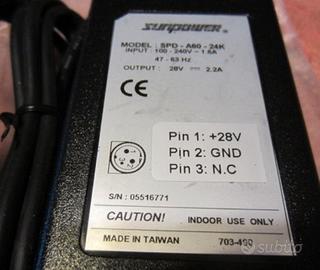 SUNPOWER
MODEL : SPD - A60 - 24K
INPUT : 100 - 240V ~ 1.6A
47 - 63 Hz
OUTPUT : 28V 2.2A
CE
Pin 1: +28V
Pin 2: GND
Pin 3: N.C
S/N : 05516771
CAUTION! INDOOR USE ONLY
MADE IN TAIWAN 703-490
subito